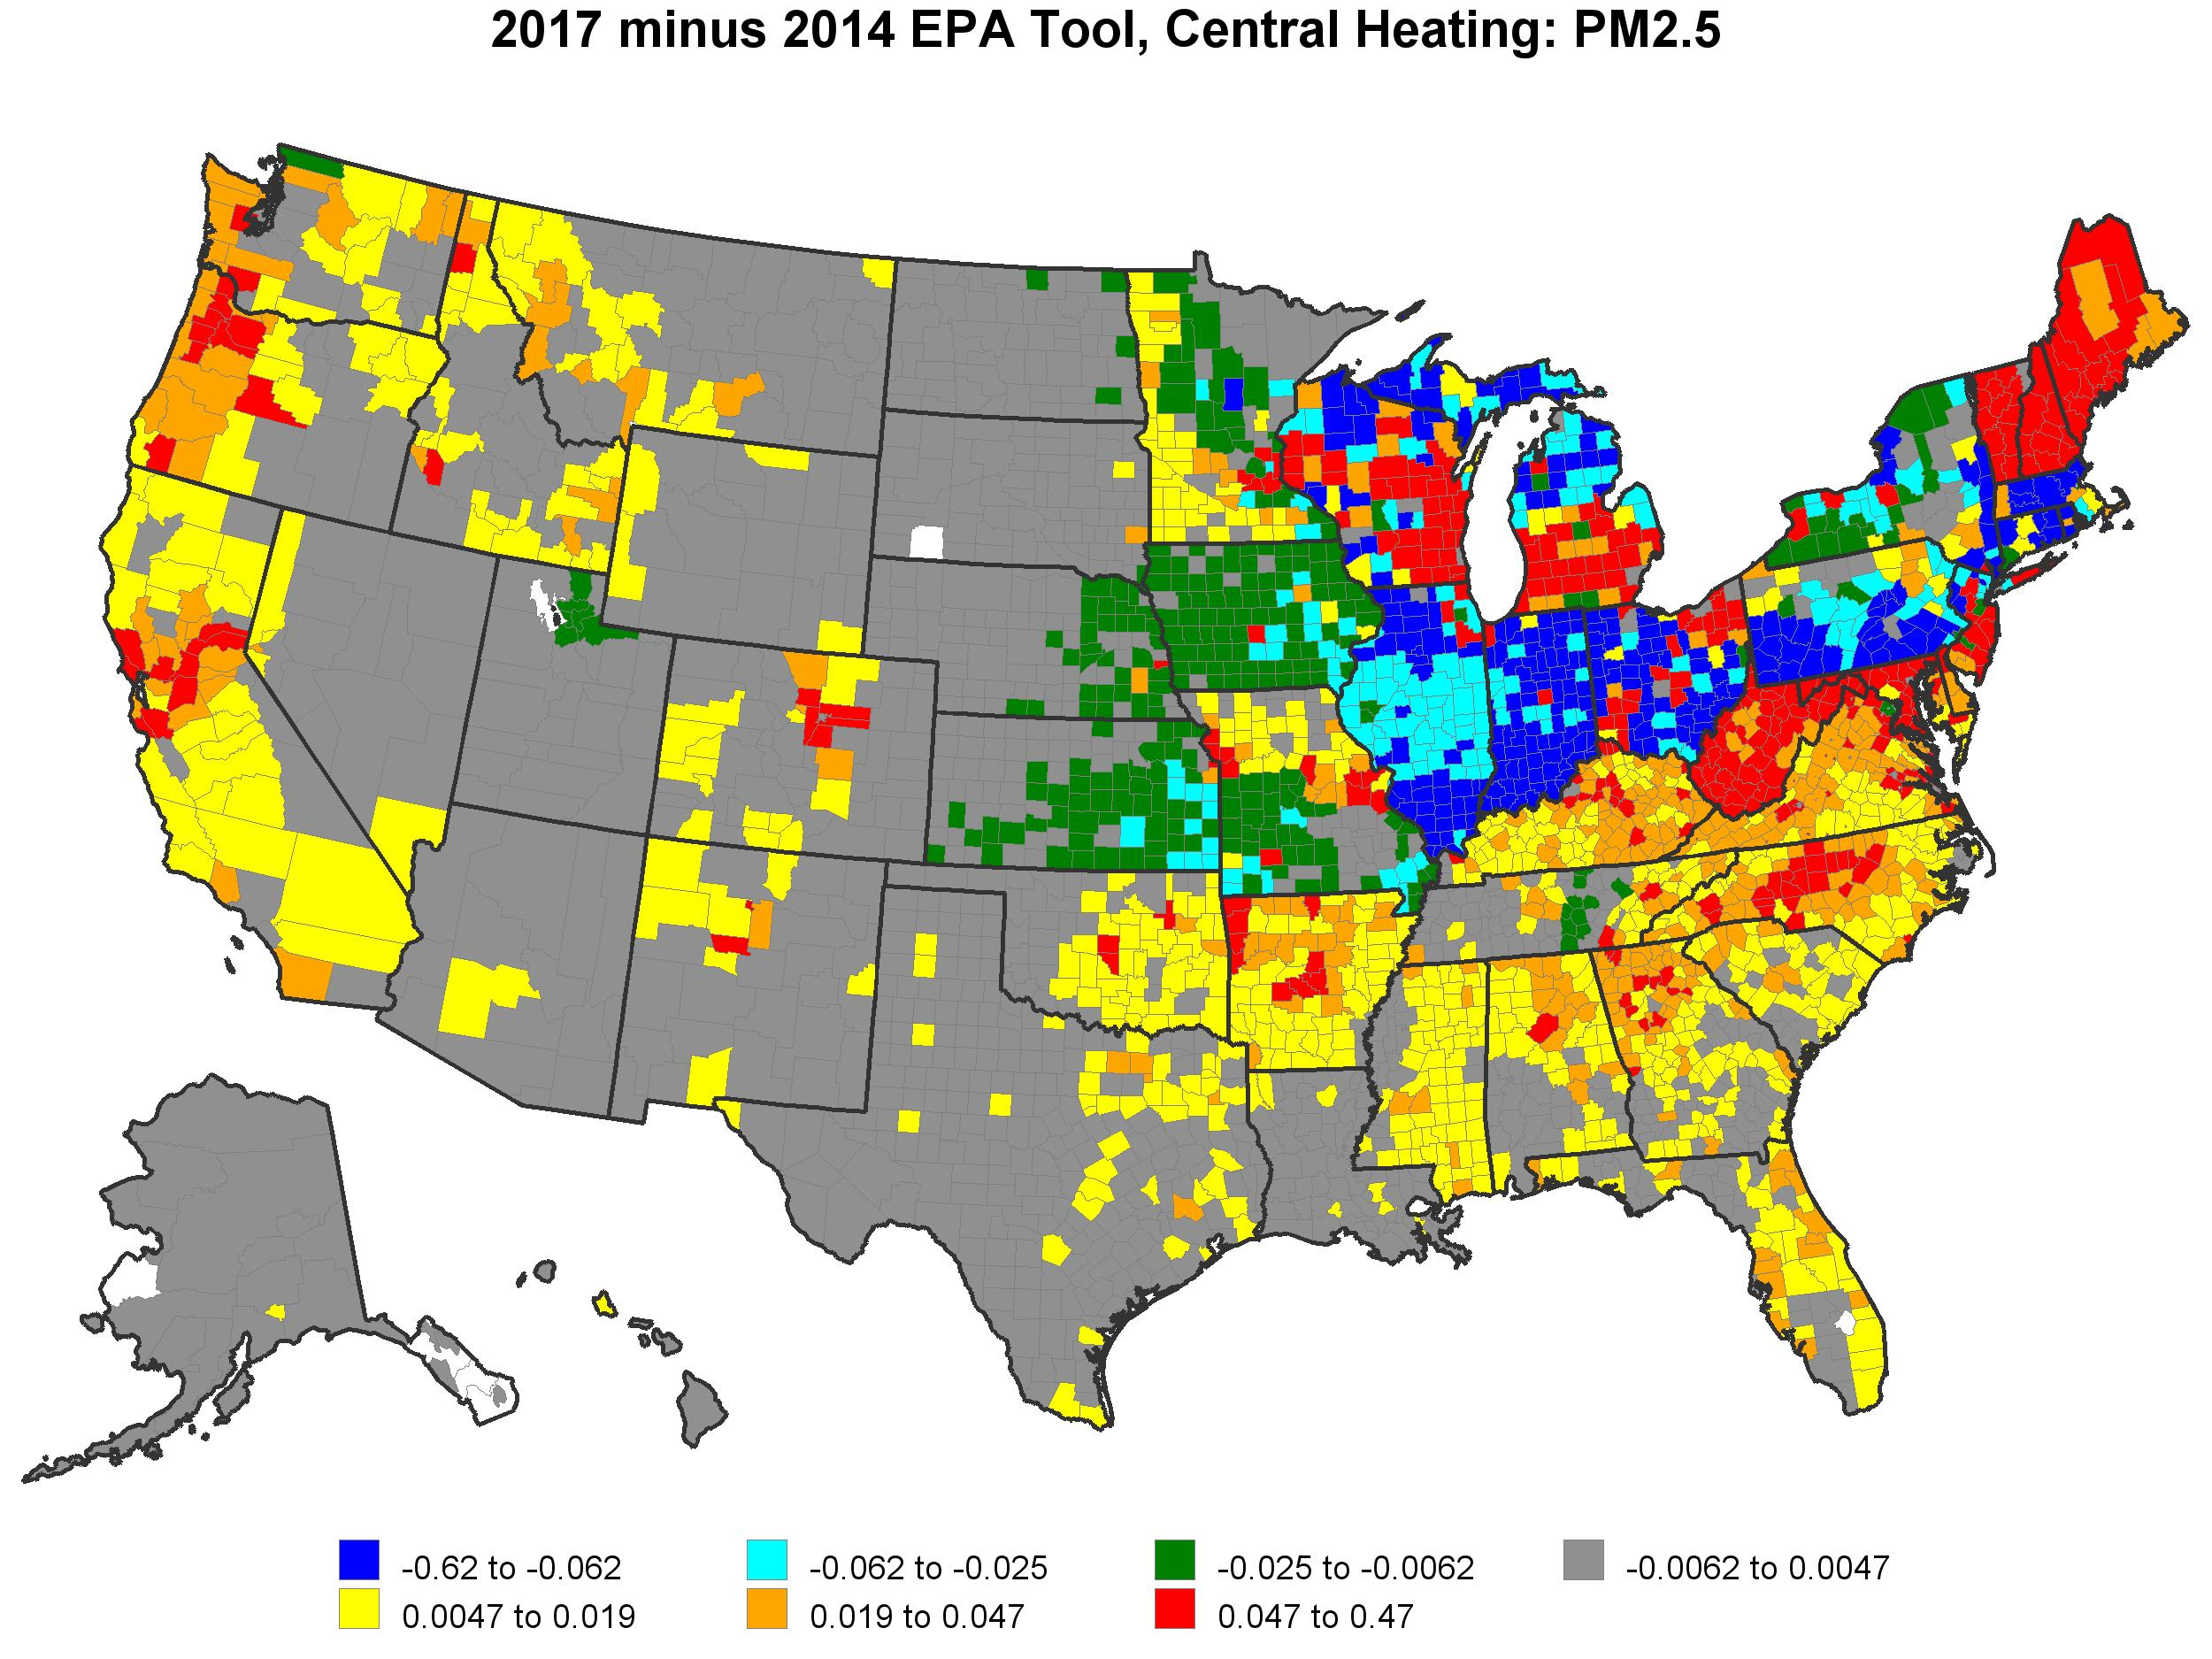 2017 minus 2014 EPA Tool, Central Heating: PM2.5
-0.62 to -0.062
-0.062 to -0.025
-0.025 to -0.0062
-0.0062 to 0.0047
0.0047 to 0.019
0.019 to 0.047
0.047 to 0.47